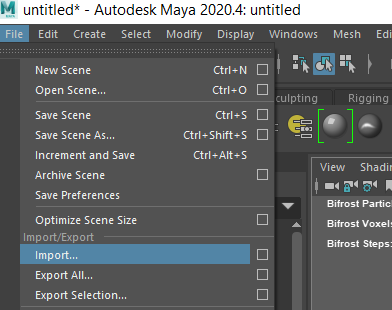 untitled* - Autodesk Maya 2020.4: untitled
File Edit Create Select Modify Display Windows Mesh
New Scene Ctrl+N
Open Scene... Ctrl+O
Save Scene Ctrl+S
Save Scene As... Ctrl+Shift+S
Increment and Save Ctrl+Alt+S
Archive Scene
Save Preferences
Optimize Scene Size
Import/Export
Import...
Export All...
Export Selection...
culpting Rigging
View Shadi
Bifrost Partic
Bifrost Voxels
Bifrost Steps: